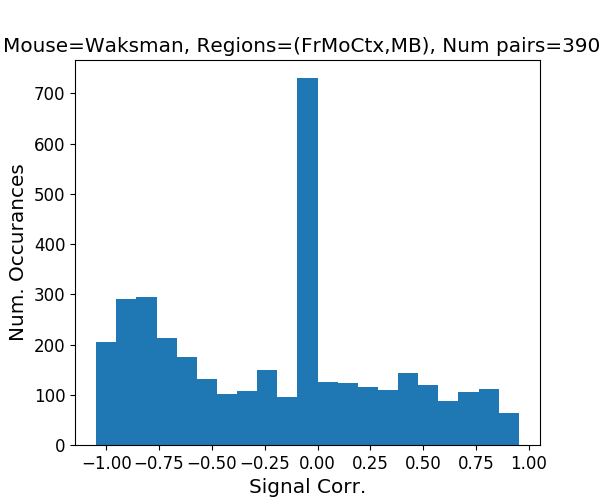 Mouse=Waksman, Regions=(FrMoCtx,MB), Num pairs=390
700
600
500
400
300
200
100
0
Num. Occurances
−1.00 −0.75 −0.50 −0.25 0.00 0.25 0.50 0.75 1.00
Signal Corr.